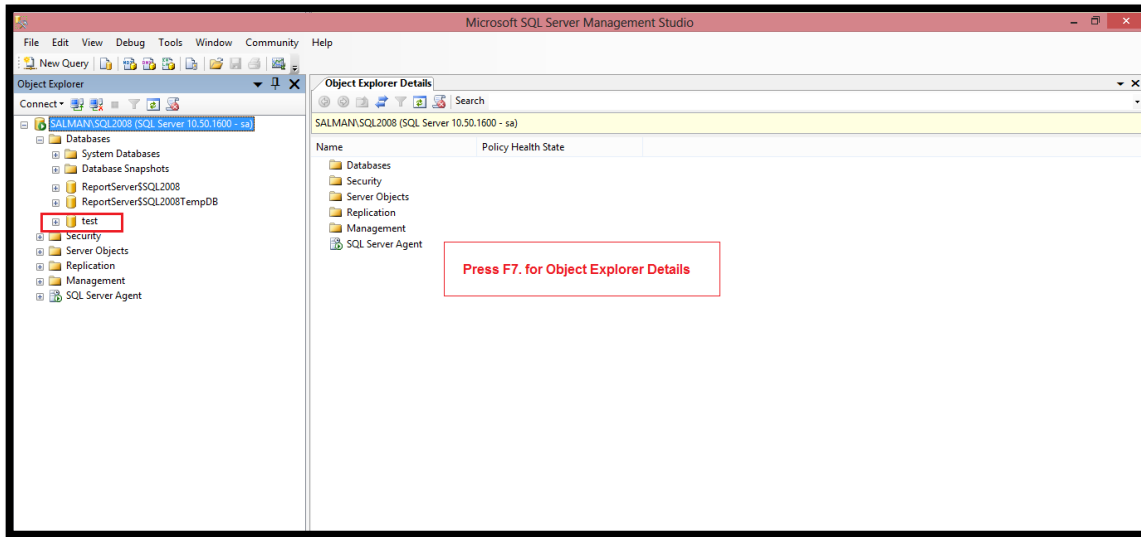 Microsoft SQL Server Management Studio
File Edit View Debug Tools Window Community Help
New Query
Object Explorer
Connect
SALMAN\SQL2008 (SQL Server 10.50.1600 - sa)
Databases
System Databases
Database Snapshots
ReportServer$SQL2008
ReportServer$SQL2008TempDB
test
Security
Server Objects
Replication
Management
SQL Server Agent
Object Explorer Details
Search
SALMAN\SQL2008 (SQL Server 10.50.1600 - sa)
Name Policy Health State
Databases
Security
Server Objects
Replication
Management
SQL Server Agent
Press F7. for Object Explorer Details